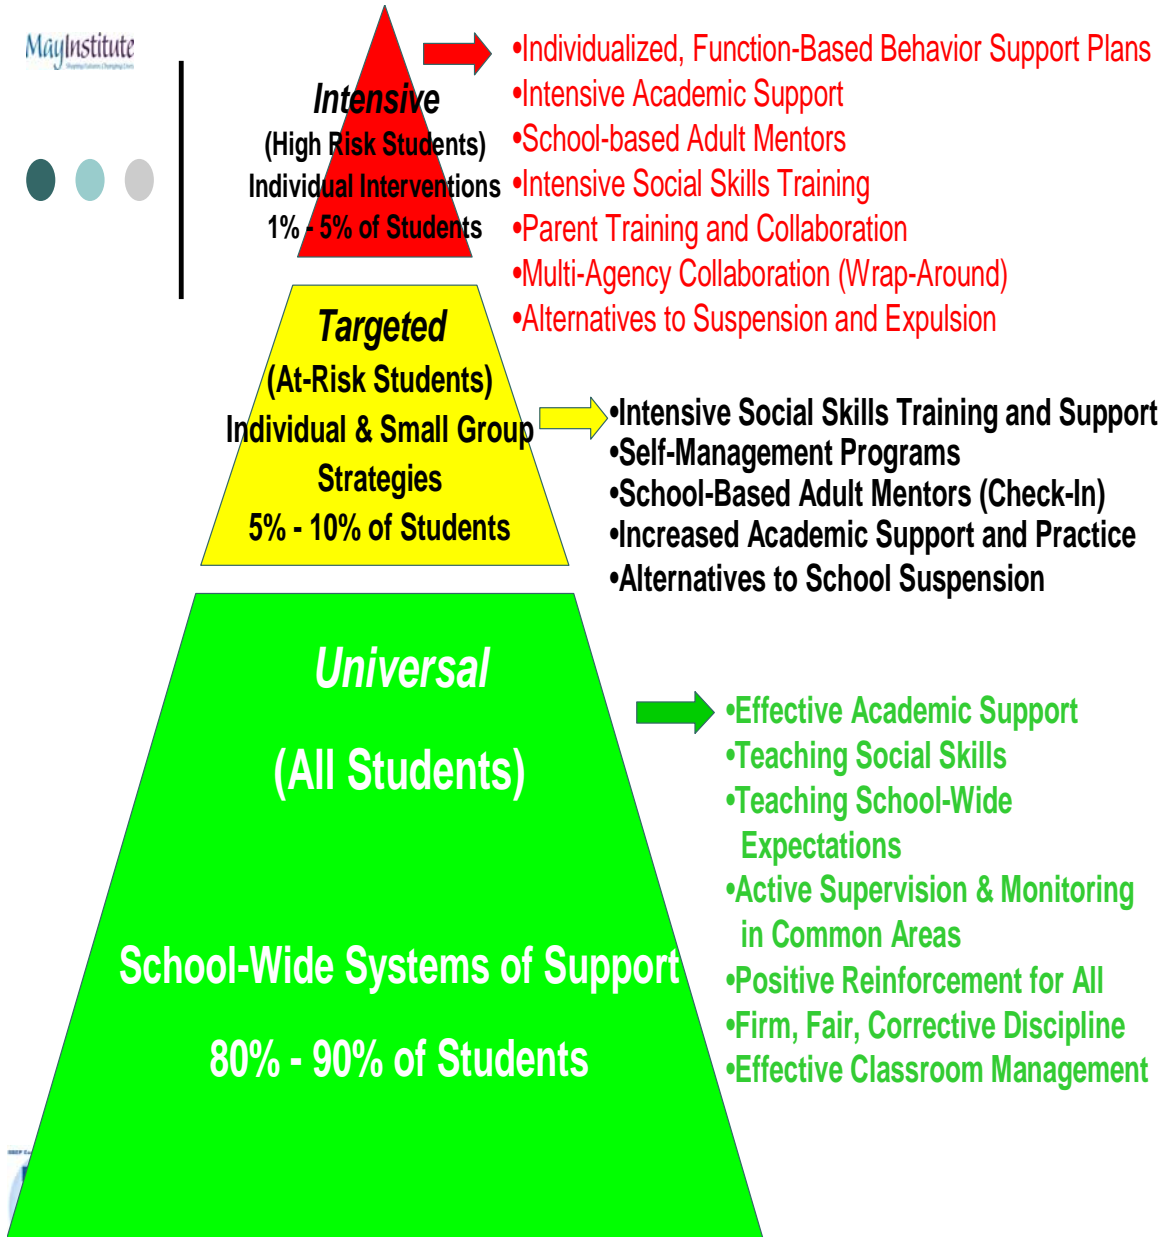 MayInstitute
Shaping Futures Changing Lives
Intensive
(High Risk Students)
Individual Interventions
1% - 5% of Students
•Individualized, Function-Based Behavior Support Plans
•Intensive Academic Support
•School-based Adult Mentors
•Intensive Social Skills Training
•Parent Training and Collaboration
•Multi-Agency Collaboration (Wrap-Around)
•Alternatives to Suspension and Expulsion
Targeted
(At-Risk Students)
Individual & Small Group
Strategies
5% - 10% of Students
•Intensive Social Skills Training and Support
•Self-Management Programs
•School-Based Adult Mentors (Check-In)
•Increased Academic Support and Practice
•Alternatives to School Suspension
Universal
(All Students)
School-Wide Systems of Support
80% - 90% of Students
•Effective Academic Support
•Teaching Social Skills
•Teaching School-Wide
Expectations
•Active Supervision & Monitoring
in Common Areas
•Positive Reinforcement for All
•Firm, Fair, Corrective Discipline
•Effective Classroom Management